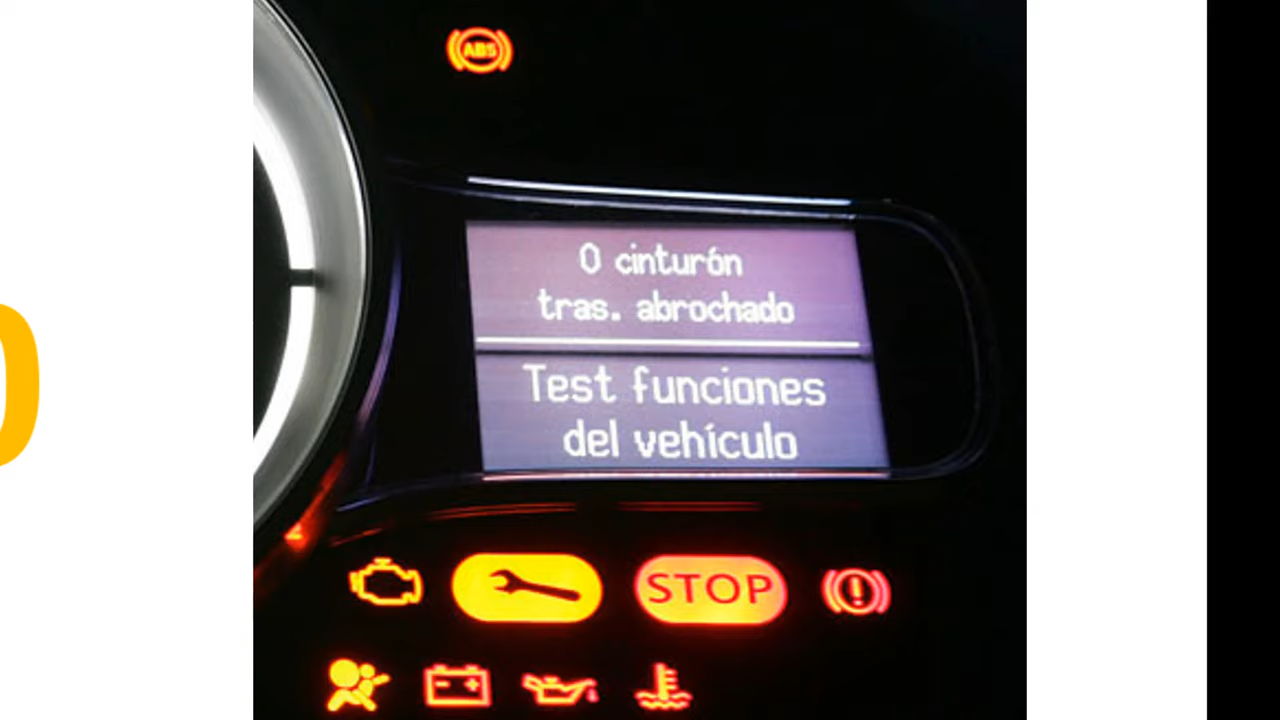 ABS
0 cinturón
tras. abrochado
Test funciones
del vehículo
STOP